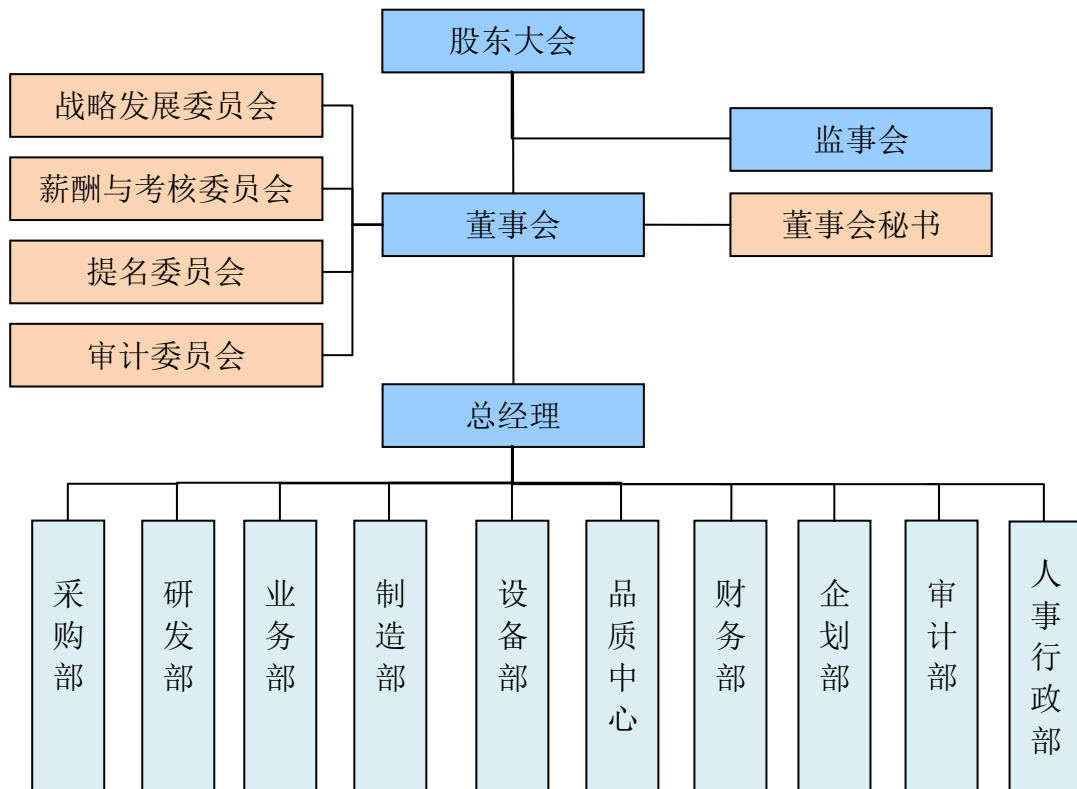 股东大会
战略发展委员会
监事会
薪酬与考核委员会
董事会
董事会秘书
提名委员会
审计委员会
总经理
采购部
研发部
业务部
制造部
设备部
品质中心
财务部
企划部
审计部
人事行政部